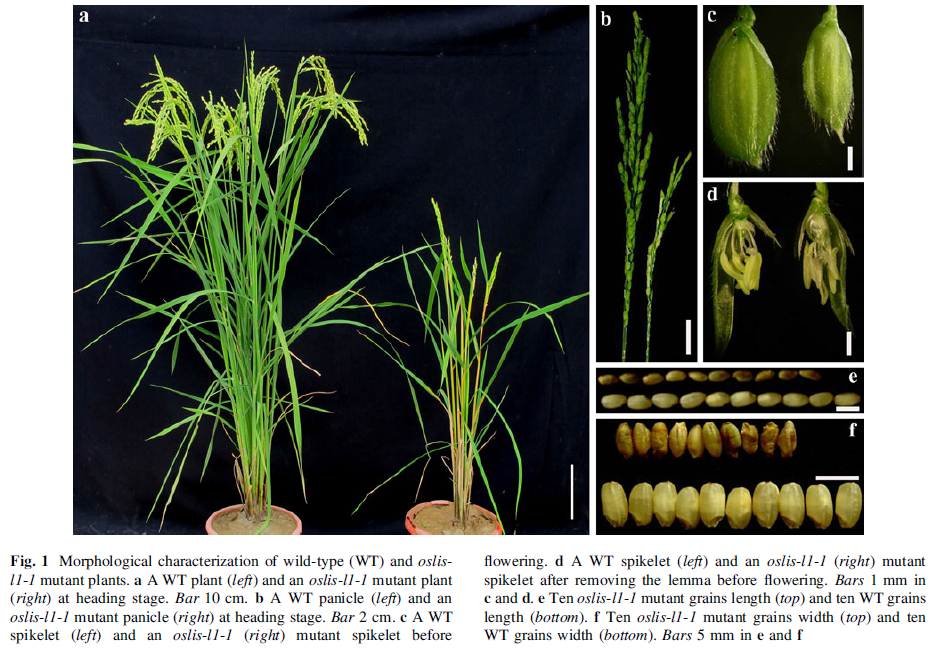 a
b
c
d
e
f
Fig. 1 Morphological characterization of wild-type (WT) and oslis-
l1-1 mutant plants. a A WT plant (left) and an oslis-l1-1 mutant plant
(right) at heading stage. Bar 10 cm. b A WT panicle (left) and an
oslis-l1-1 mutant panicle (right) at heading stage. Bar 2 cm. c A WT
spikelet (left) and an oslis-l1-1 (right) mutant spikelet before
flowering. d A WT spikelet (left) and an oslis-l1-1 (right) mutant
spikelet after removing the lemma before flowering. Bars 1 mm in
c and d. e Ten oslis-l1-1 mutant grains length (top) and ten WT grains
length (bottom). f Ten oslis-l1-1 mutant grains width (top) and ten
WT grains width (bottom). Bars 5 mm in e and f